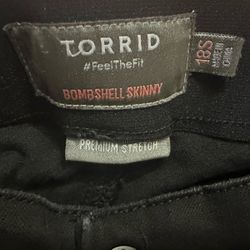 TORRID
#FeelTheFit
BOMBSHELL SKINNY
18S
MADE IN
CHINA
PREMIUM STRETCH